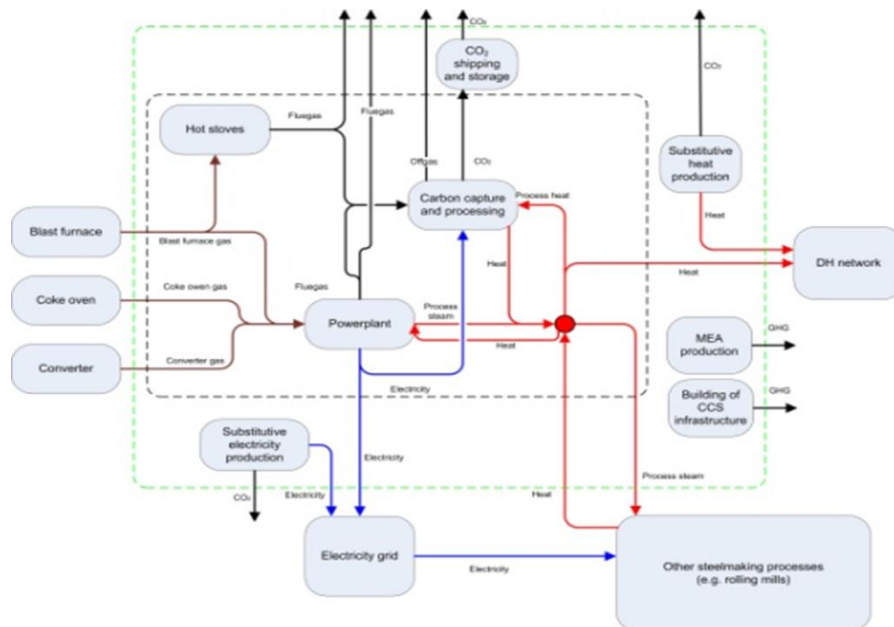 CO₂
CO₂
shipping
and storage
CO₂
Fluegas
Fluegas
Hot stoves
Offgas
CO₂
Substitutive
heat
production
Carbon capture
and processing
Process heat
Heat
Blast furnace
Blast furnace gas
Heat
Heat
DH network
Coke oven
Coke owen gas
Fluegas
Powerplant
Process
steam
Heat
MEA
production
GHG
Converter
Converter gas
Electricity
Building of
CCS
infrastructure
GHG
Substitutive
electricity
production
Electricity
CO₂
Electricity
Heat
Process steam
Electricity grid
Electricity
Other steelmaking processes
(e.g. rolling mills)